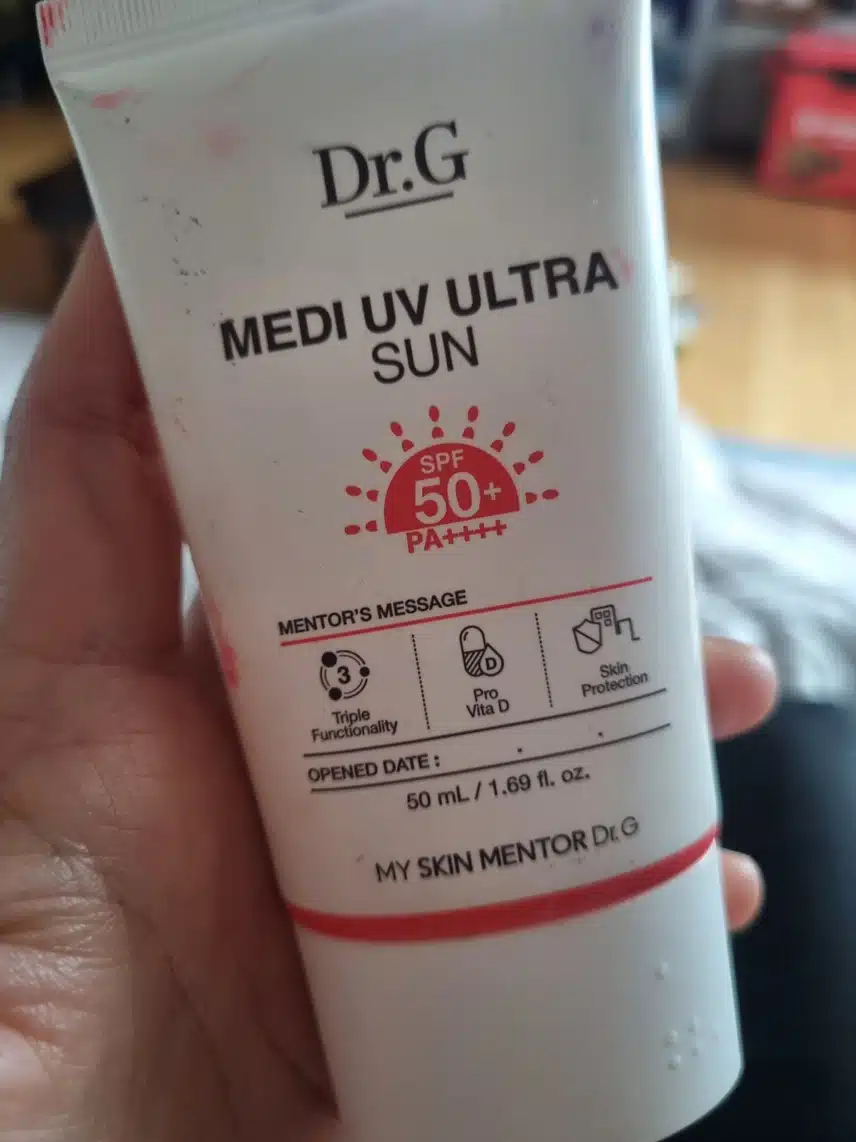 Dr.G
MEDI UV ULTRA
SUN
SPF
50+
PA++++
MENTOR'S MESSAGE
3
Triple
Functionality
D
Pro
Vita D
Skin
Protection
OPENED DATE : . .
50 mL / 1.69 fl. oz.
MY SKIN MENTOR Dr.G